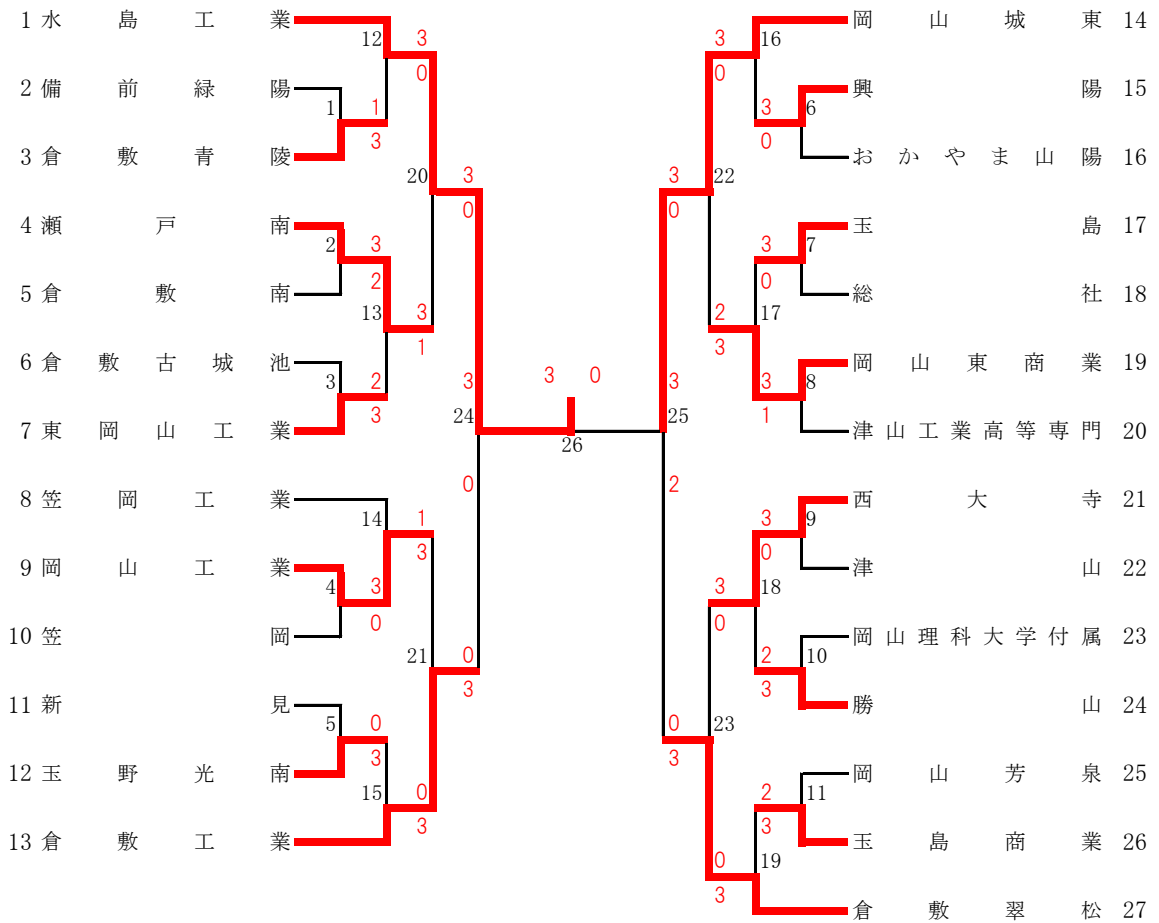 1 水島工業 12 3 3 16 岡山城東 14
0 0
2 備前緑陽 興陽 15
1 1 3 6
3 0
3 倉敷青陵 おかやま山陽 16
20 3 3 22
0 0
4 瀬戸南 玉島 17
2 3 3 7
2 0
5 倉敷南 総社 18
13 3 2 17
1 3
6 倉敷古城池 岡山東商業 19
3 2 3 3 0 3 3 8
3 1
7 東岡山工業 24 26 25 津山工業高等専門 20
0 2
8 笠岡工業 西大寺 21
14 1 3 9
3 0
9 岡山工業 津山 22
4 3 3 18
0 0
10 笠岡 岡山理科大学付属 23
21 0 2 10
3 3
11 新見 勝山 24
5 0 0 23
3 3
12 玉野光南 岡山芳泉 25
15 0 2 11
3 3
13 倉敷工業 玉島商業 26
0 19
3
倉敷翠松 27